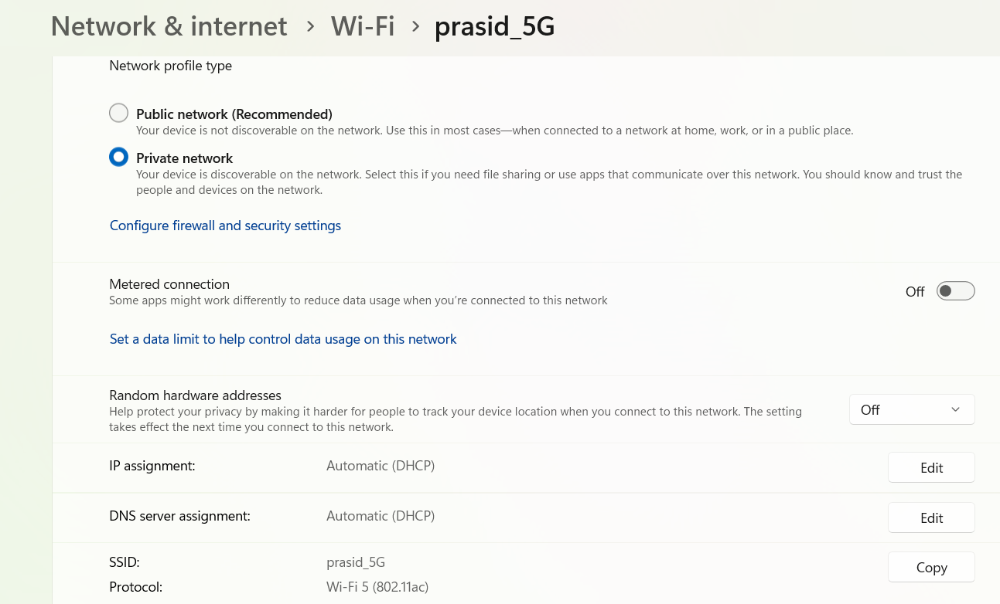 Network & internet > Wi-Fi > prasid_5G
Network profile type
Public network (Recommended)
Your device is not discoverable on the network. Use this in most cases—when connected to a network at home, work, or in a public place.
Private network
Your device is discoverable on the network. Select this if you need file sharing or use apps that communicate over this network. You should know and trust the
people and devices on the network.
Configure firewall and security settings
Metered connection
Some apps might work differently to reduce data usage when you're connected to this network
Off
Set a data limit to help control data usage on this network
Random hardware addresses
Help protect your privacy by making it harder for people to track your device location when you connect to this network. The setting
takes effect the next time you connect to this network.
Off
IP assignment: Automatic (DHCP) Edit
DNS server assignment: Automatic (DHCP) Edit
SSID: prasid_5G Copy
Protocol: Wi-Fi 5 (802.11ac)